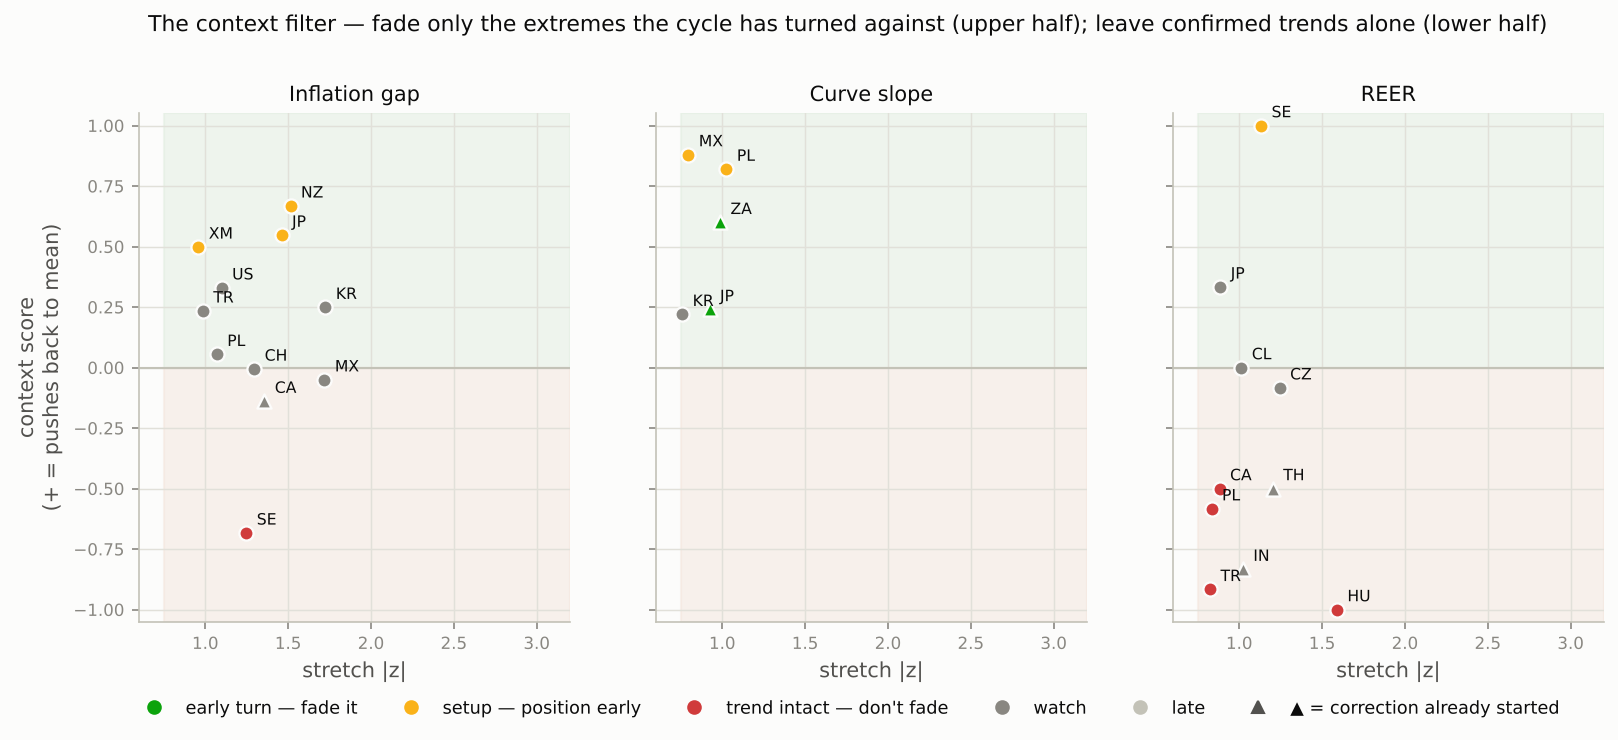 The context filter — fade only the extremes the cycle has turned against (upper half); leave confirmed trends alone (lower half)
Inflation gap
Curve slope
REER
context score
(+ = pushes back to mean)
1.00
0.75
0.50
0.25
0.00
−0.25
−0.50
−0.75
−1.00
NZ
JP
XM
US
TR
KR
PL
CH
MX
CA
SE
MX
PL
ZA
KR
JP
SE
JP
CL
CZ
CA
TH
PL
IN
TR
HU
1.0 1.5 2.0 2.5 3.0
1.0 1.5 2.0 2.5 3.0
1.0 1.5 2.0 2.5 3.0
stretch |z|
stretch |z|
stretch |z|
early turn — fade it
setup — position early
trend intact — don't fade
watch
late
▲ = correction already started